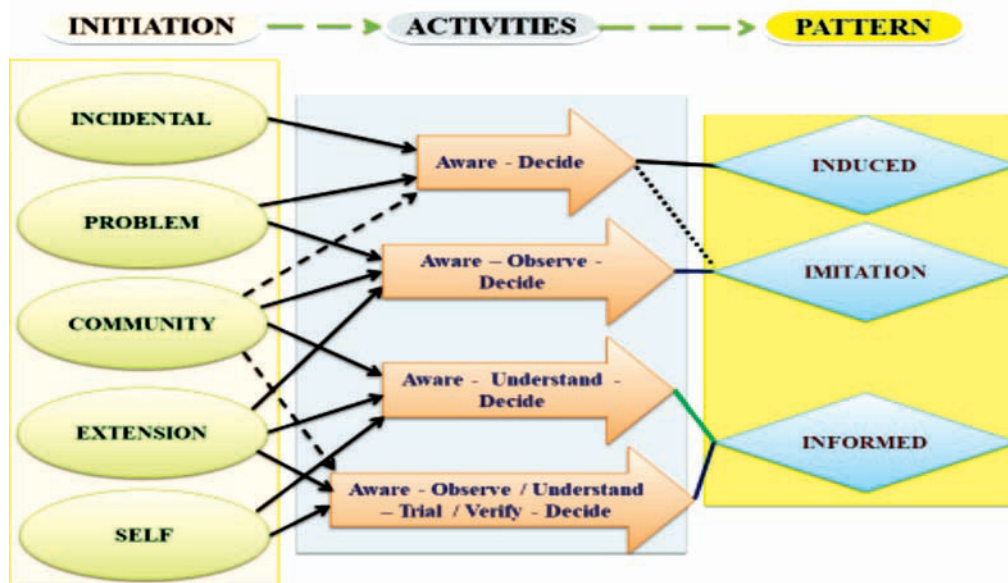 INITIATION
ACTIVITIES
PATTERN
INCIDENTAL
PROBLEM
COMMUNITY
EXTENSION
SELF
Aware - Decide
Aware – Observe -
Decide
Aware - Understand -
Decide
Aware - Observe / Understand
– Trial / Verify - Decide
INDUCED
IMITATION
INFORMED